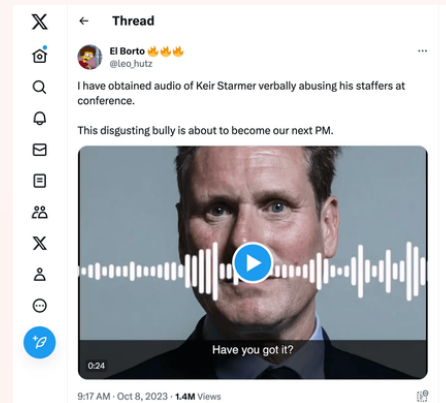 Thread
El Borto 🔥🔥🔥
@leo_hutz
I have obtained audio of Keir Starmer verbally abusing his staffers at
conference.
This disgusting bully is about to become our next PM.
Have you got it?
0:24
9:17 AM · Oct 8, 2023 · 1.4M Views